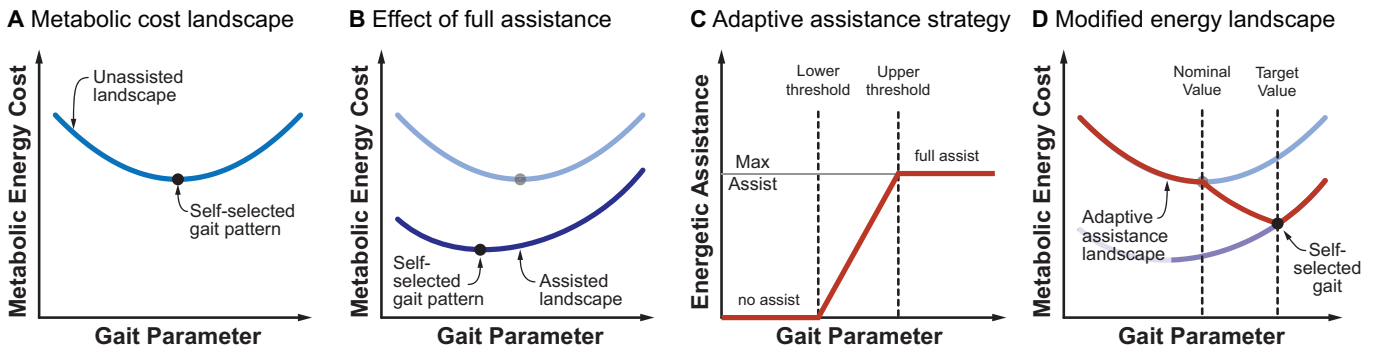 A Metabolic cost landscape
Metabolic Energy Cost
Unassisted
landscape
Self-selected
gait pattern
Gait Parameter
B Effect of full assistance
Metabolic Energy Cost
Self-
selected
gait pattern
Assisted
landscape
Gait Parameter
C Adaptive assistance strategy
Energetic Assistance
Lower
threshold
Upper
threshold
Max
Assist
full assist
no assist
Gait Parameter
D Modified energy landscape
Metabolic Energy Cost
Nominal
Value
Target
Value
Adaptive
assistance
landscape
Self-
selected
gait
Gait Parameter